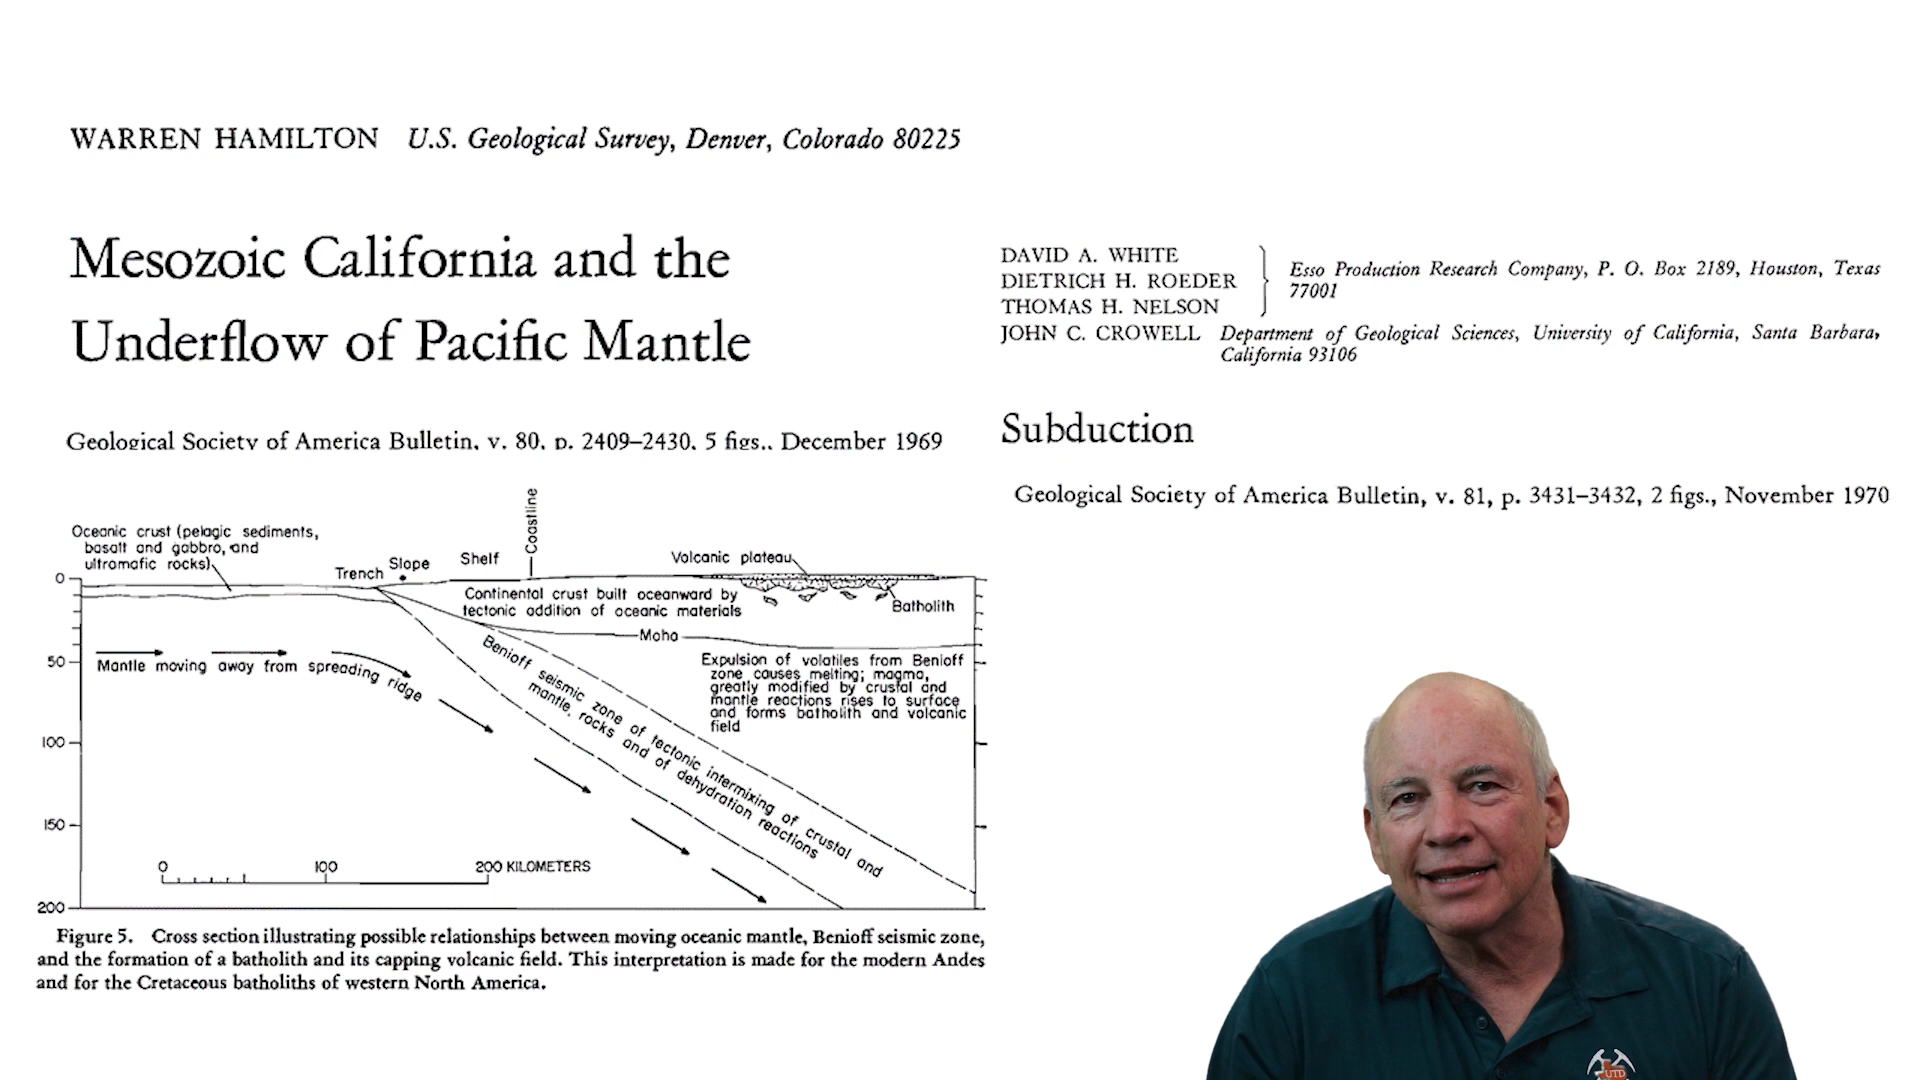 WARREN HAMILTON U.S. Geological Survey, Denver, Colorado 80225
Mesozoic California and the
Underflow of Pacific Mantle
Geological Society of America Bulletin, v. 80, p. 2409–2430, 5 figs., December 1969
Coastline
Oceanic crust (pelagic sediments,
basalt and gabbro, and
ultramafic rocks)
Trench
Slope
Shelf
Volcanic plateau
0
Continental crust built oceanward by
tectonic addition of oceanic materials
Batholith
Moho
50
Mantle moving away from spreading ridge
Benioff seismic zone of tectonic intermixing of crustal and
mantle rocks and of dehydration reactions
Expulsion of volatiles from Benioff
zone causes melting; magma,
greatly modified by crustal and
mantle reactions rises to surface
and forms batholith and volcanic
field
100
150
0 100 200 KILOMETERS
200
Figure 5. Cross section illustrating possible relationships between moving oceanic mantle, Benioff seismic zone,
and the formation of a batholith and its capping volcanic field. This interpretation is made for the modern Andes
and for the Cretaceous batholiths of western North America.
DAVID A. WHITE
DIETRICH H. ROEDER
THOMAS H. NELSON
Esso Production Research Company, P. O. Box 2189, Houston, Texas
77001
JOHN C. CROWELL Department of Geological Sciences, University of California, Santa Barbara,
California 93106
Subduction
Geological Society of America Bulletin, v. 81, p. 3431–3432, 2 figs., November 1970
UTD